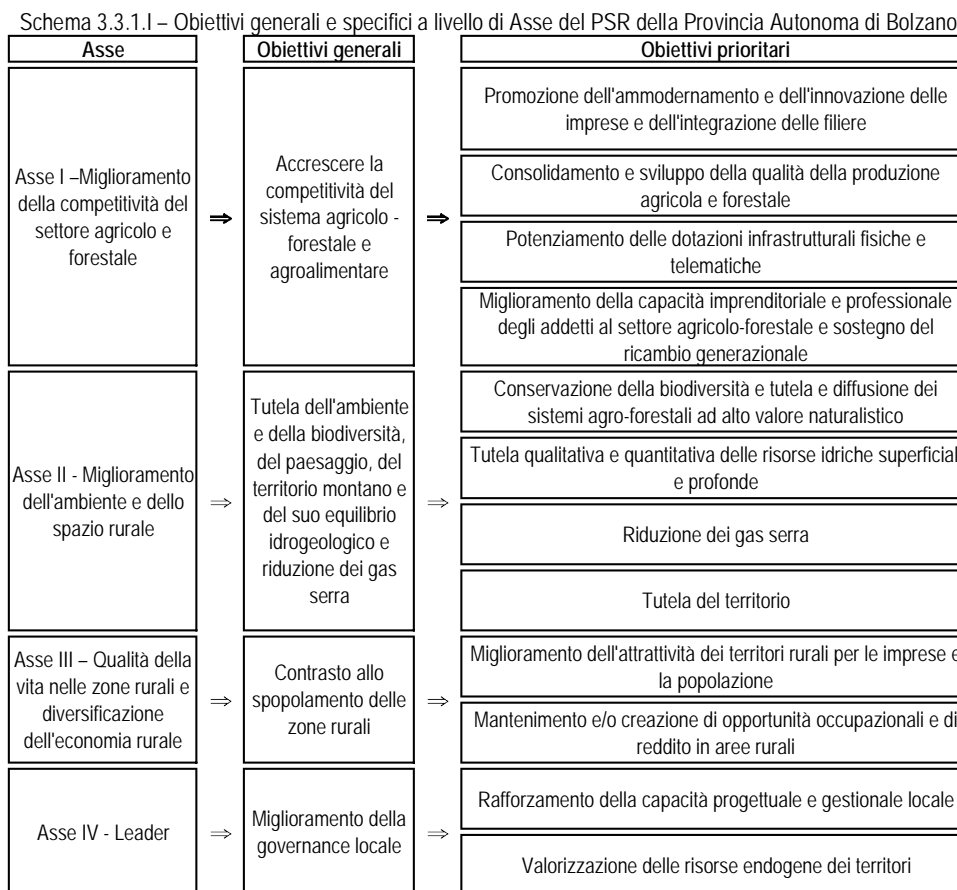 Schema 3.3.1.I – Obiettivi generali e specifici a livello di Asse del PSR della Provincia Autonoma di Bolzano
Asse
Obiettivi generali
Obiettivi prioritari
Asse I –Miglioramento
della competitività del
settore agricolo e
forestale
⇒
Accrescere la
competitività del
sistema agricolo -
forestale e
agroalimentare
⇒
Promozione dell'ammodernamento e dell'innovazione delle
imprese e dell'integrazione delle filiere
Consolidamento e sviluppo della qualità della produzione
agricola e forestale
Potenziamento delle dotazioni infrastrutturali fisiche e
telematiche
Miglioramento della capacità imprenditoriale e professionale
degli addetti al settore agricolo-forestale e sostegno del
ricambio generazionale
Asse II - Miglioramento
dell'ambiente e dello
spazio rurale
⇒
Tutela dell'ambiente
e della biodiversità,
del paesaggio, del
territorio montano e
del suo equilibrio
idrogeologico e
riduzione dei gas
serra
⇒
Conservazione della biodiversità e tutela e diffusione dei
sistemi agro-forestali ad alto valore naturalistico
Tutela qualitativa e quantitativa delle risorse idriche superficial
e profonde
Riduzione dei gas serra
Tutela del territorio
Asse III – Qualità della
vita nelle zone rurali e
diversificazione
dell'economia rurale
⇒
Contrasto allo
spopolamento delle
zone rurali
⇒
Miglioramento dell'attrattività dei territori rurali per le imprese e
la popolazione
Mantenimento e/o creazione di opportunità occupazionali e di
reddito in aree rurali
Asse IV - Leader
⇒
Miglioramento della
governance locale
⇒
Rafforzamento della capacità progettuale e gestionale locale
Valorizzazione delle risorse endogene dei territori